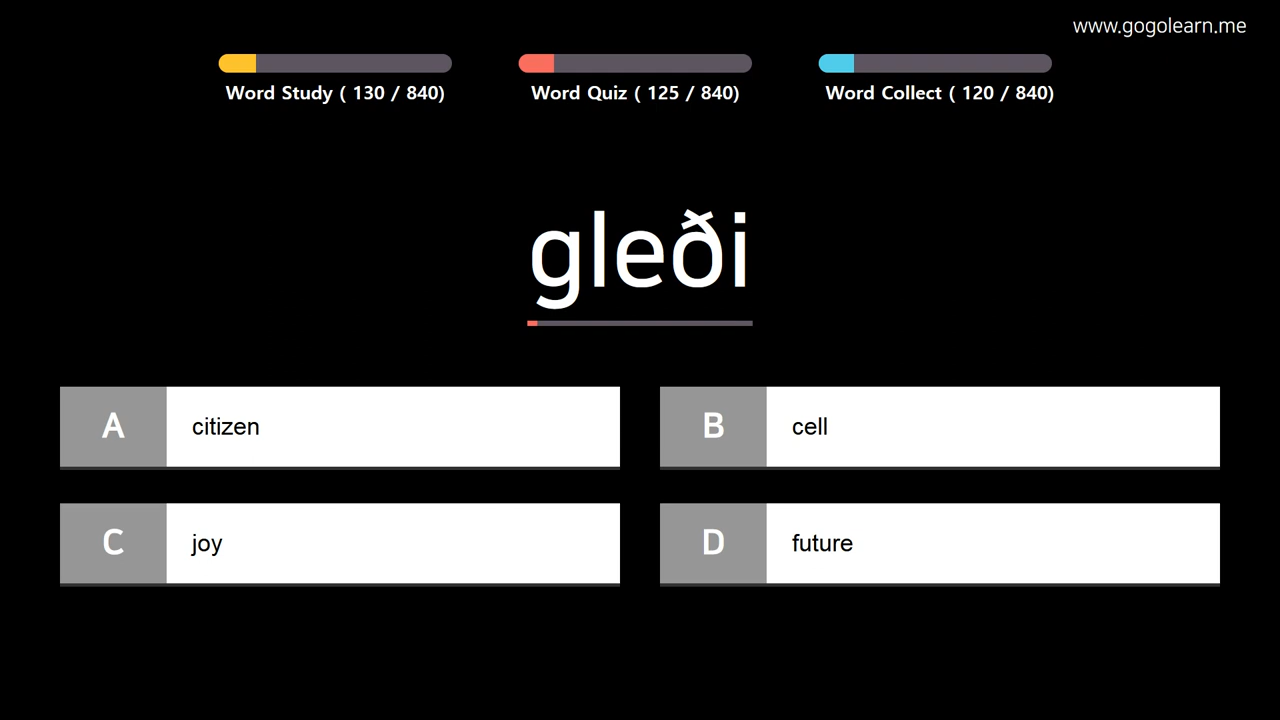 www.gogolearn.me
Word Study ( 130 / 840)
Word Quiz ( 125 / 840)
Word Collect ( 120 / 840)
gleði
A citizen
B cell
C joy
D future